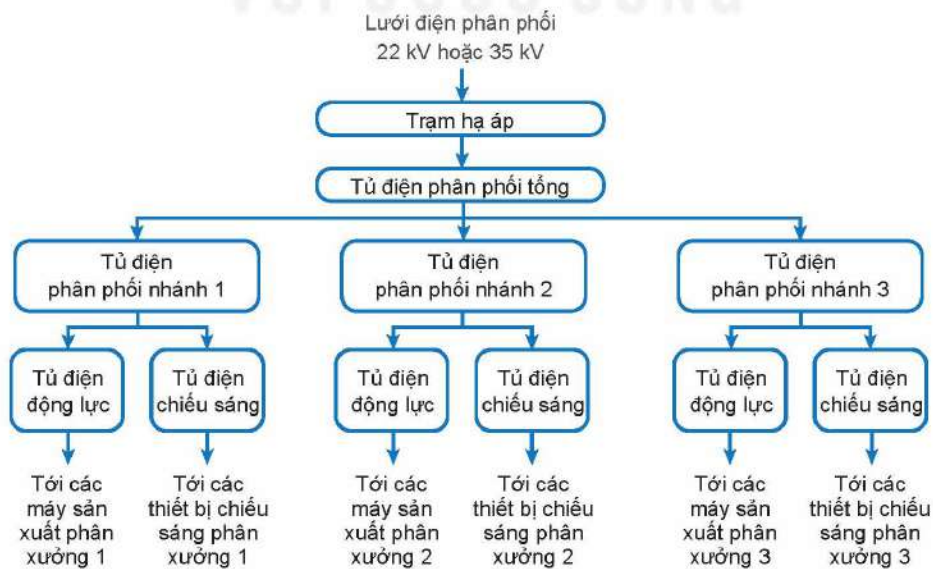 Lưới điện phân phối
22 kV hoặc 35 kV
Trạm hạ áp
Tủ điện phân phối tổng
Tủ điện
phân phối nhánh 1
Tủ điện
phân phối nhánh 2
Tủ điện
phân phối nhánh 3
Tủ điện
động lực
Tủ điện
chiếu sáng
Tủ điện
động lực
Tủ điện
chiếu sáng
Tủ điện
động lực
Tủ điện
chiếu sáng
Tới các
máy sản
xuất phân
xưởng 1
Tới các
thiết bị chiếu
sáng phân
xưởng 1
Tới các
máy sản
xuất phân
xưởng 2
Tới các
thiết bị chiếu
sáng phân
xưởng 2
Tới các
máy sản
xuất phân
xưởng 3
Tới các
thiết bị chiếu
sáng phân
xưởng 3